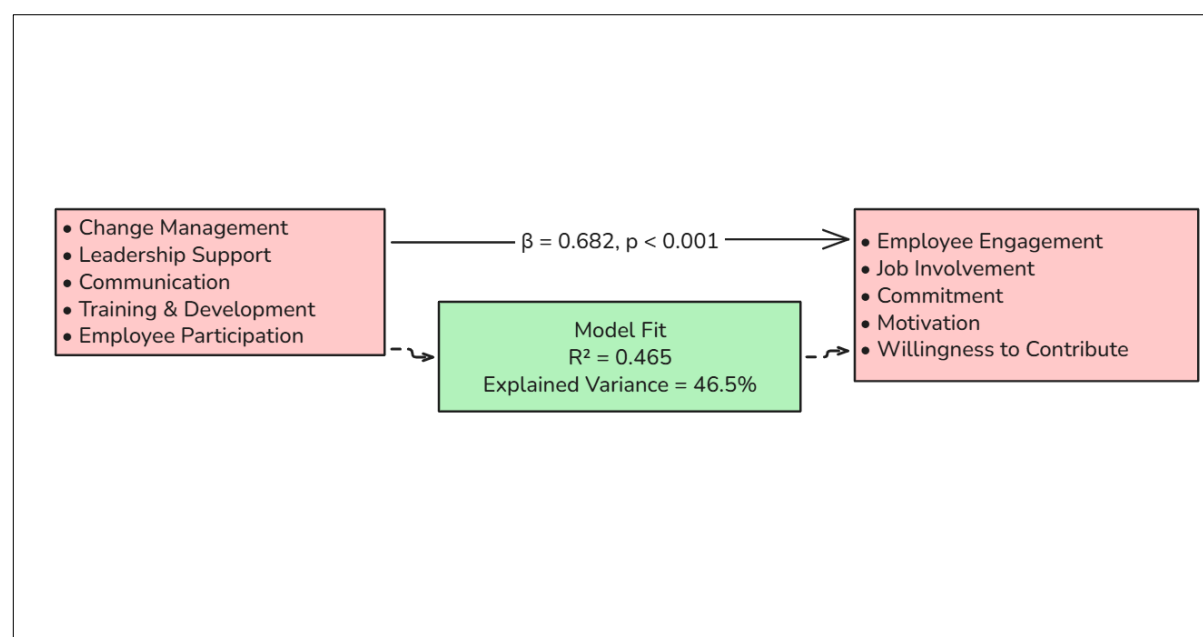 • Change Management
• Leadership Support
• Communication
• Training & Development
• Employee Participation
β = 0.682, p < 0.001
Model Fit
R² = 0.465
Explained Variance = 46.5%
• Employee Engagement
• Job Involvement
• Commitment
• Motivation
• Willingness to Contribute